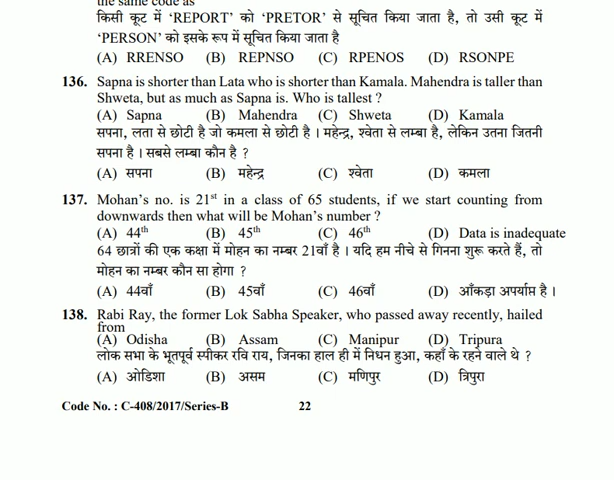 the same code as
किसी कूट में ‘REPORT’ को ‘PRETOR’ से सूचित किया जाता है, तो उसी कूट में
‘PERSON’ को इसके रूप में सूचित किया जाता है
(A) RRENSO (B) REPNSO (C) RPENOS (D) RSONPE
136. Sapna is shorter than Lata who is shorter than Kamala. Mahendra is taller than
Shweta, but as much as Sapna is. Who is tallest ?
(A) Sapna (B) Mahendra (C) Shweta (D) Kamala
सपना, लता से छोटी है जो कमला से छोटी है । महेन्द्र, श्वेता से लम्बा है, लेकिन उतना जितनी
सपना है । सबसे लम्बा कौन है ?
(A) सपना (B) महेन्द्र (C) श्वेता (D) कमला
137. Mohan’s no. is 21st in a class of 65 students, if we start counting from
downwards then what will be Mohan’s number ?
(A) 44th (B) 45th (C) 46th (D) Data is inadequate
64 छात्रों की एक कक्षा में मोहन का नम्बर 21वाँ है । यदि हम नीचे से गिनना शुरू करते हैं, तो
मोहन का नम्बर कौन सा होगा ?
(A) 44वाँ (B) 45वाँ (C) 46वाँ (D) आँकड़ा अपर्याप्त है ।
138. Rabi Ray, the former Lok Sabha Speaker, who passed away recently, hailed
from
(A) Odisha (B) Assam (C) Manipur (D) Tripura
लोक सभा के भूतपूर्व स्पीकर रवि राय, जिनका हाल ही में निधन हुआ, कहाँ के रहने वाले थे ?
(A) ओडिशा (B) असम (C) मणिपुर (D) त्रिपुरा
Code No. : C-408/2017/Series-B 22